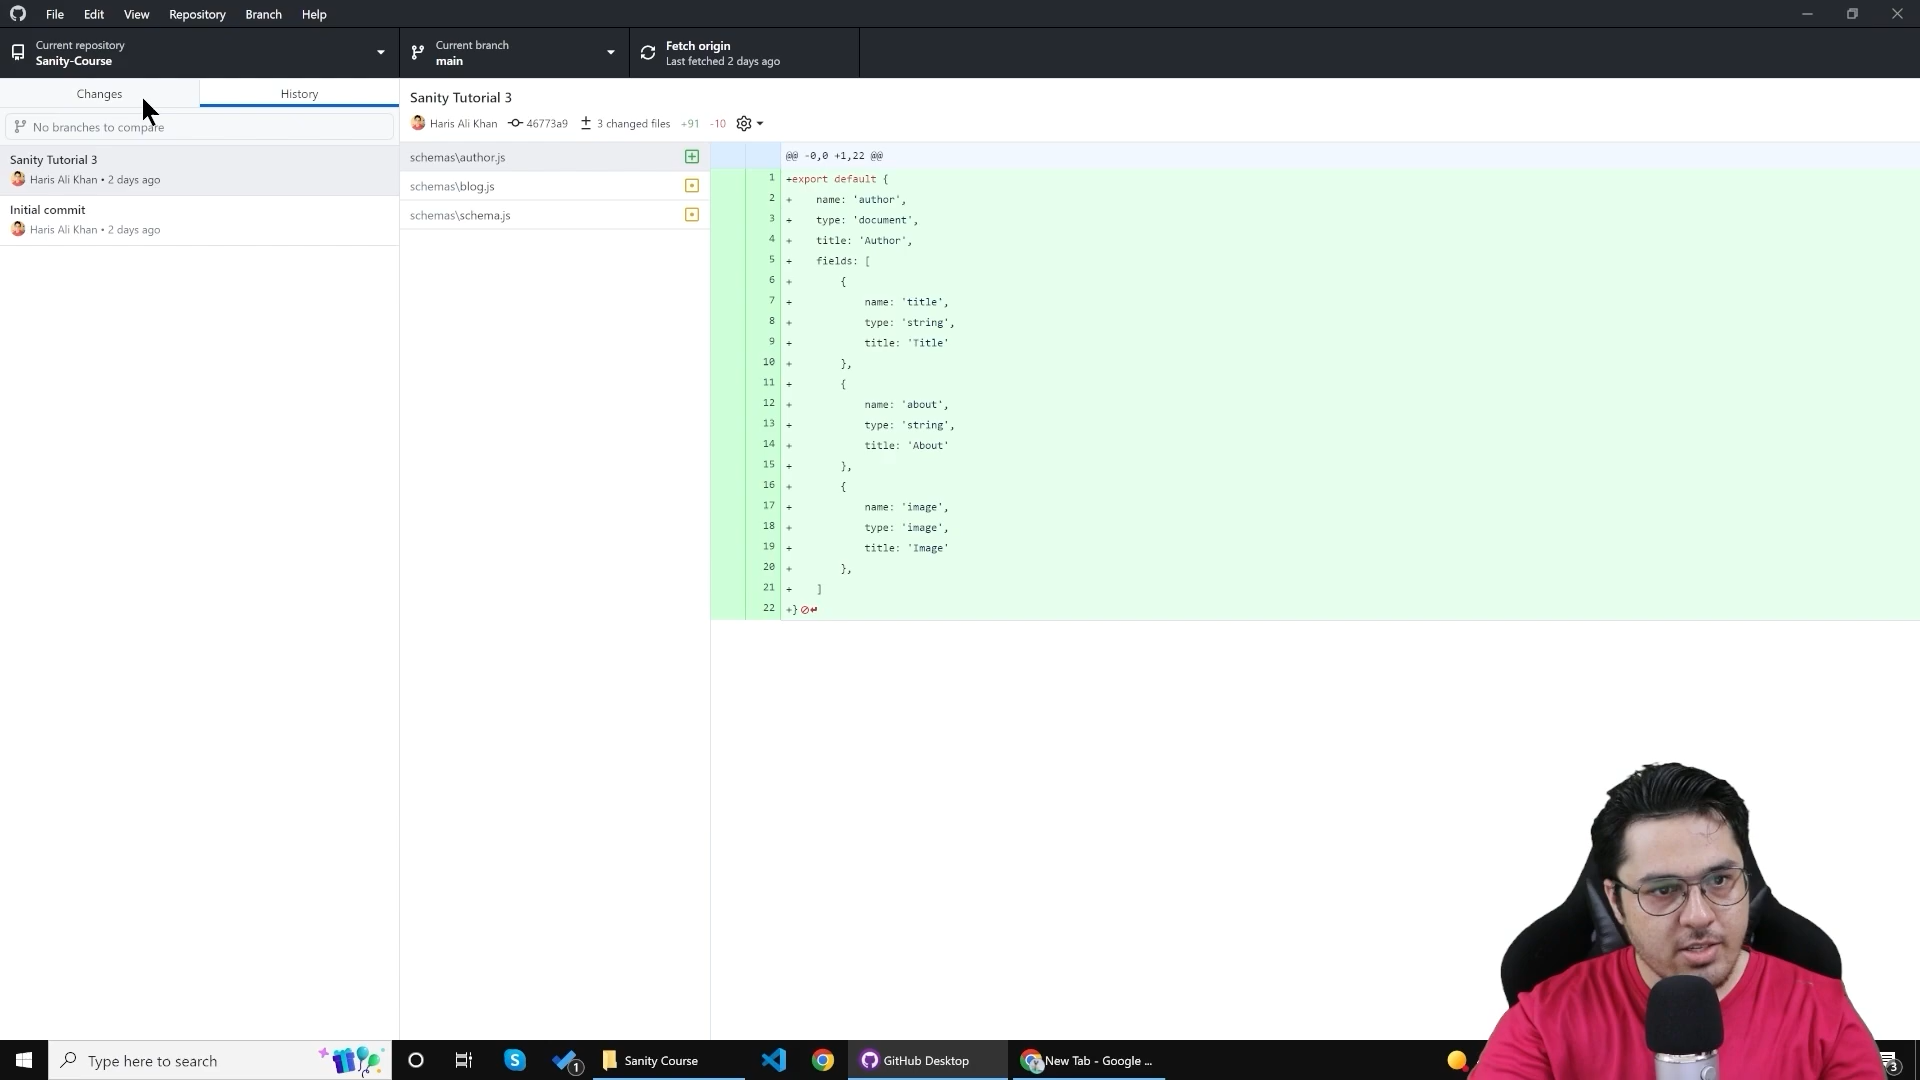 File Edit View Repository Branch Help
Current repository
Sanity-Course
Current branch
main
Fetch origin
Last fetched 2 days ago
Changes
History
No branches to compare
Sanity Tutorial 3
Haris Ali Khan • 2 days ago
Initial commit
Haris Ali Khan • 2 days ago
Sanity Tutorial 3
Haris Ali Khan 46773a9 3 changed files +91 -10
schemas\author.js
schemas\blog.js
schemas\schema.js
@@ -0,0 +1,22 @@
1 +export default {
2 + name: 'author',
3 + type: 'document',
4 + title: 'Author',
5 + fields: [
6 + {
7 + name: 'title',
8 + type: 'string',
9 + title: 'Title'
10 + },
11 + {
12 + name: 'about',
13 + type: 'string',
14 + title: 'About'
15 + },
16 + {
17 + name: 'image',
18 + type: 'image',
19 + title: 'Image'
20 + },
21 + ]
22 +}
Type here to search
S
1
Sanity Course
GitHub Desktop
New Tab - Google ...
3